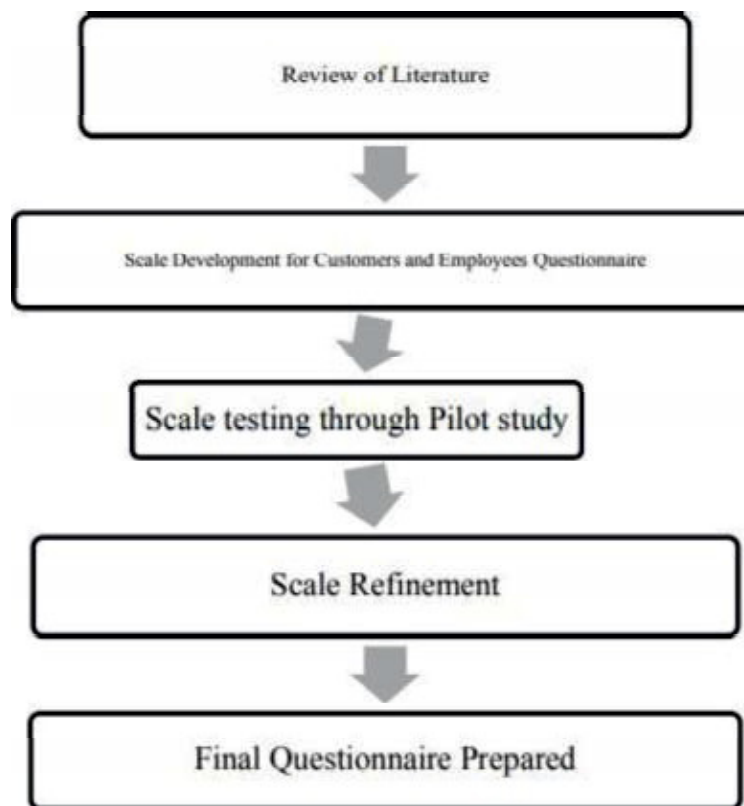 Review of Literature
Scale Development for Customers and Employees Questionnaire
Scale testing through Pilot study
Scale Refinement
Final Questionnaire Prepared